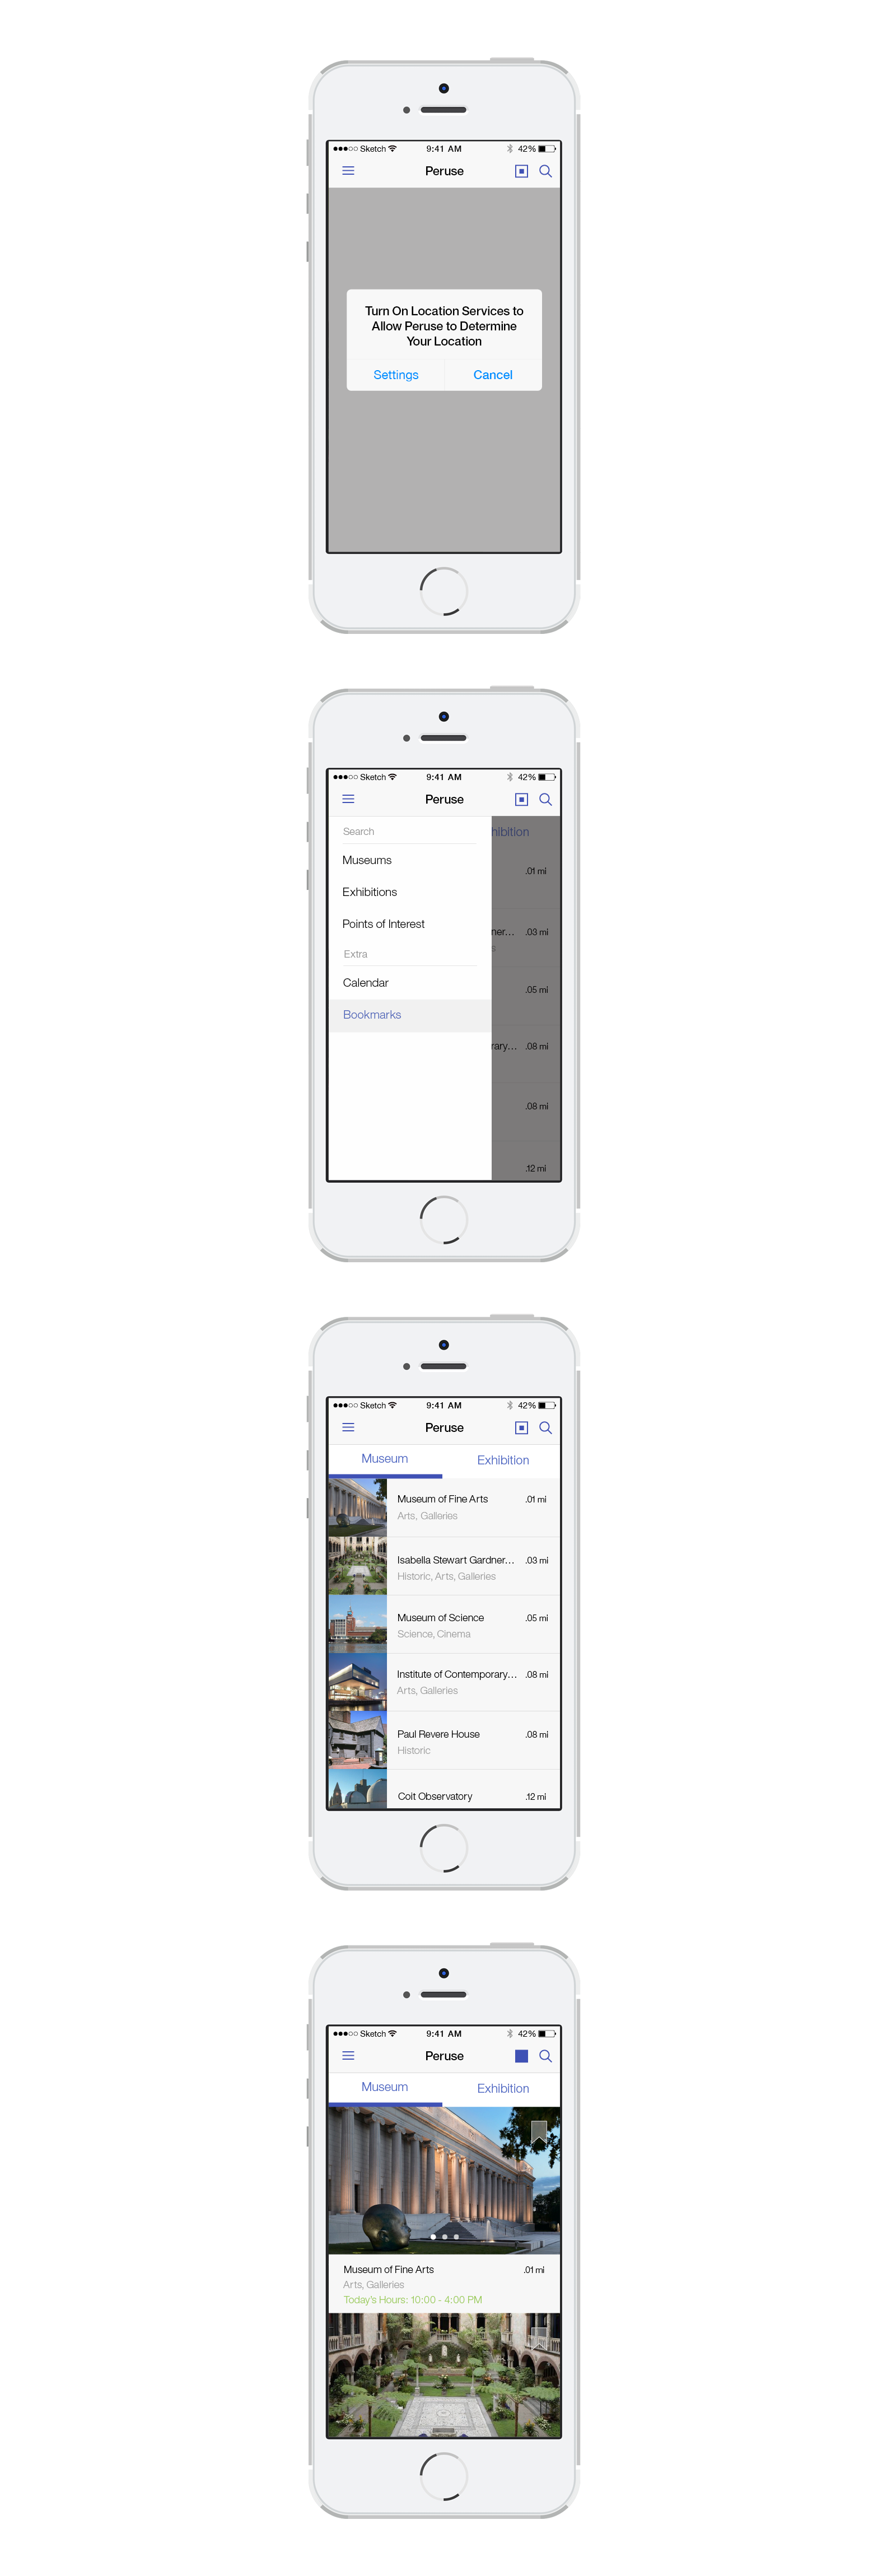 Sketch 9:41 AM 42%
Peruse
Turn On Location Services to
Allow Peruse to Determine
Your Location
Settings Cancel
Sketch 9:41 AM 42%
Peruse
Search
hibition
Museums
.01 mi
Exhibitions
Points of Interest
ner... .03 mi
s
Extra
Calendar
.05 mi
Bookmarks
rary... .08 mi
.08 mi
.12 mi
Sketch 9:41 AM 42%
Peruse
Museum Exhibition
Museum of Fine Arts .01 mi
Arts, Galleries
Isabella Stewart Gardner... .03 mi
Historic, Arts, Galleries
Museum of Science .05 mi
Science, Cinema
Institute of Contemporary... .08 mi
Arts, Galleries
Paul Revere House .08 mi
Historic
Coit Observatory .12 mi
Sketch 9:41 AM 42%
Peruse
Museum Exhibition
Museum of Fine Arts .01 mi
Arts, Galleries
Today's Hours: 10:00 - 4:00 PM